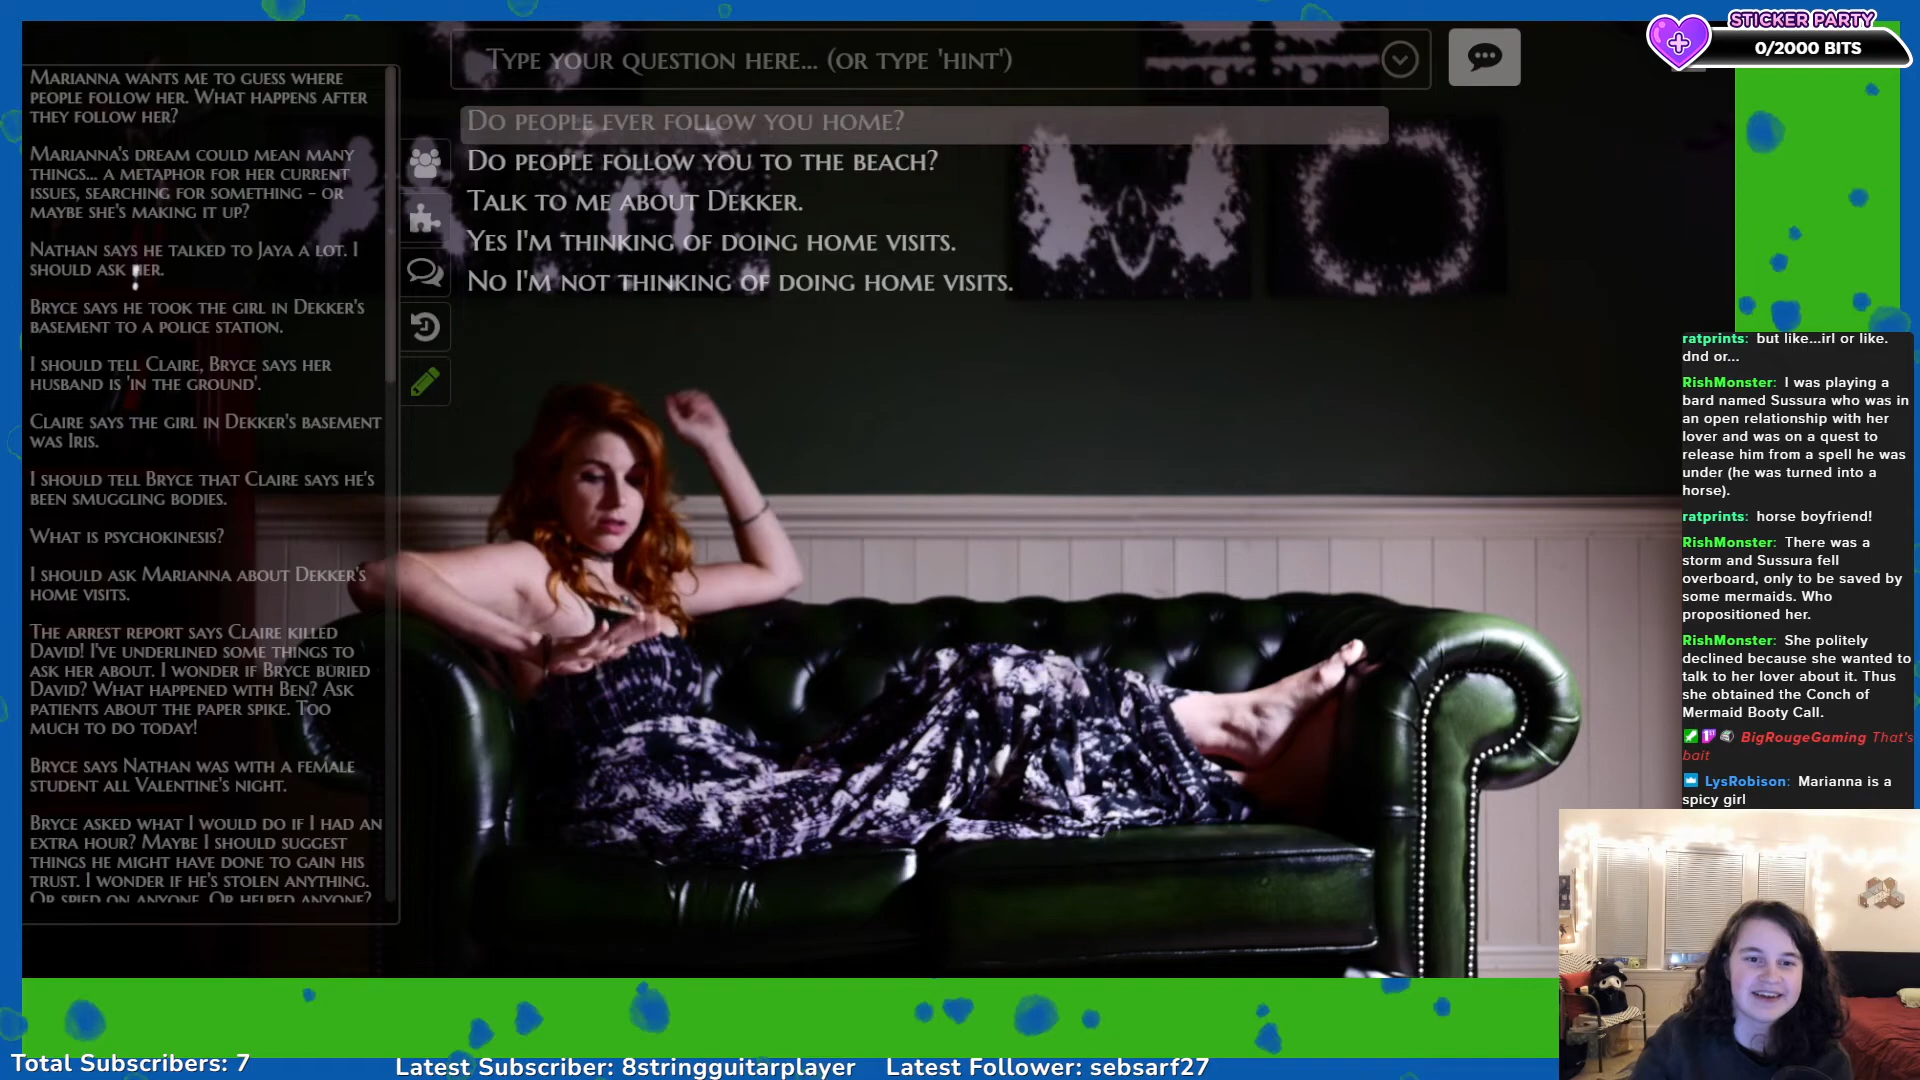 STICKER PARTY
0/2000 BITS
Type your question here... (or type 'hint')
Do people ever follow you home?
Do people follow you to the beach?
Talk to me about Dekker.
Yes I'm thinking of doing home visits.
No I'm not thinking of doing home visits.
Marianna wants me to guess where
people follow her. What happens after
they follow her?
Marianna's dream could mean many
things... a metaphor for her current
issues, searching for something - or
maybe she's making it up?
Nathan says he talked to Jaya a lot. I
should ask her.
Bryce says he took the girl in Dekker's
basement to a police station.
I should tell Claire, Bryce says her
husband is 'in the ground'.
Claire says the girl in Dekker's basement
was Iris.
I should tell Bryce that Claire says he's
been smuggling bodies.
What is psychokinesis?
I should ask Marianna about Dekker's
home visits.
The arrest report says Claire killed
David! I've underlined some things to
ask her about. I wonder if Bryce buried
David? What happened with Ben? Ask
patients about the paper spike. Too
much to do today!
Bryce says Nathan was with a female
student all Valentine's night.
Bryce asked what I would do if I had an
extra hour? Maybe I should suggest
things he might have done to gain his
trust. I wonder if he's stolen anything.
Or spied on anyone. Or helped anyone?
ratprints: but like...irl or like.
dnd or...
RishMonster: I was playing a
bard named Sussura who was in
an open relationship with her
lover and was on a quest to
release him from a spell he was
under (he was turned into a
horse).
ratprints: horse boyfriend!
RishMonster: There was a
storm and Sussura fell
overboard, only to be saved by
some mermaids. Who
propositioned her.
RishMonster: She politely
declined because she wanted to
talk to her lover about it. Thus
she obtained the Conch of
Mermaid Booty Call.
BigRougeGaming That's
bait
LysRobison: Marianna is a
spicy girl
Total Subscribers: 7
Latest Subscriber: 8stringguitarplayer
Latest Follower: sebsarf27